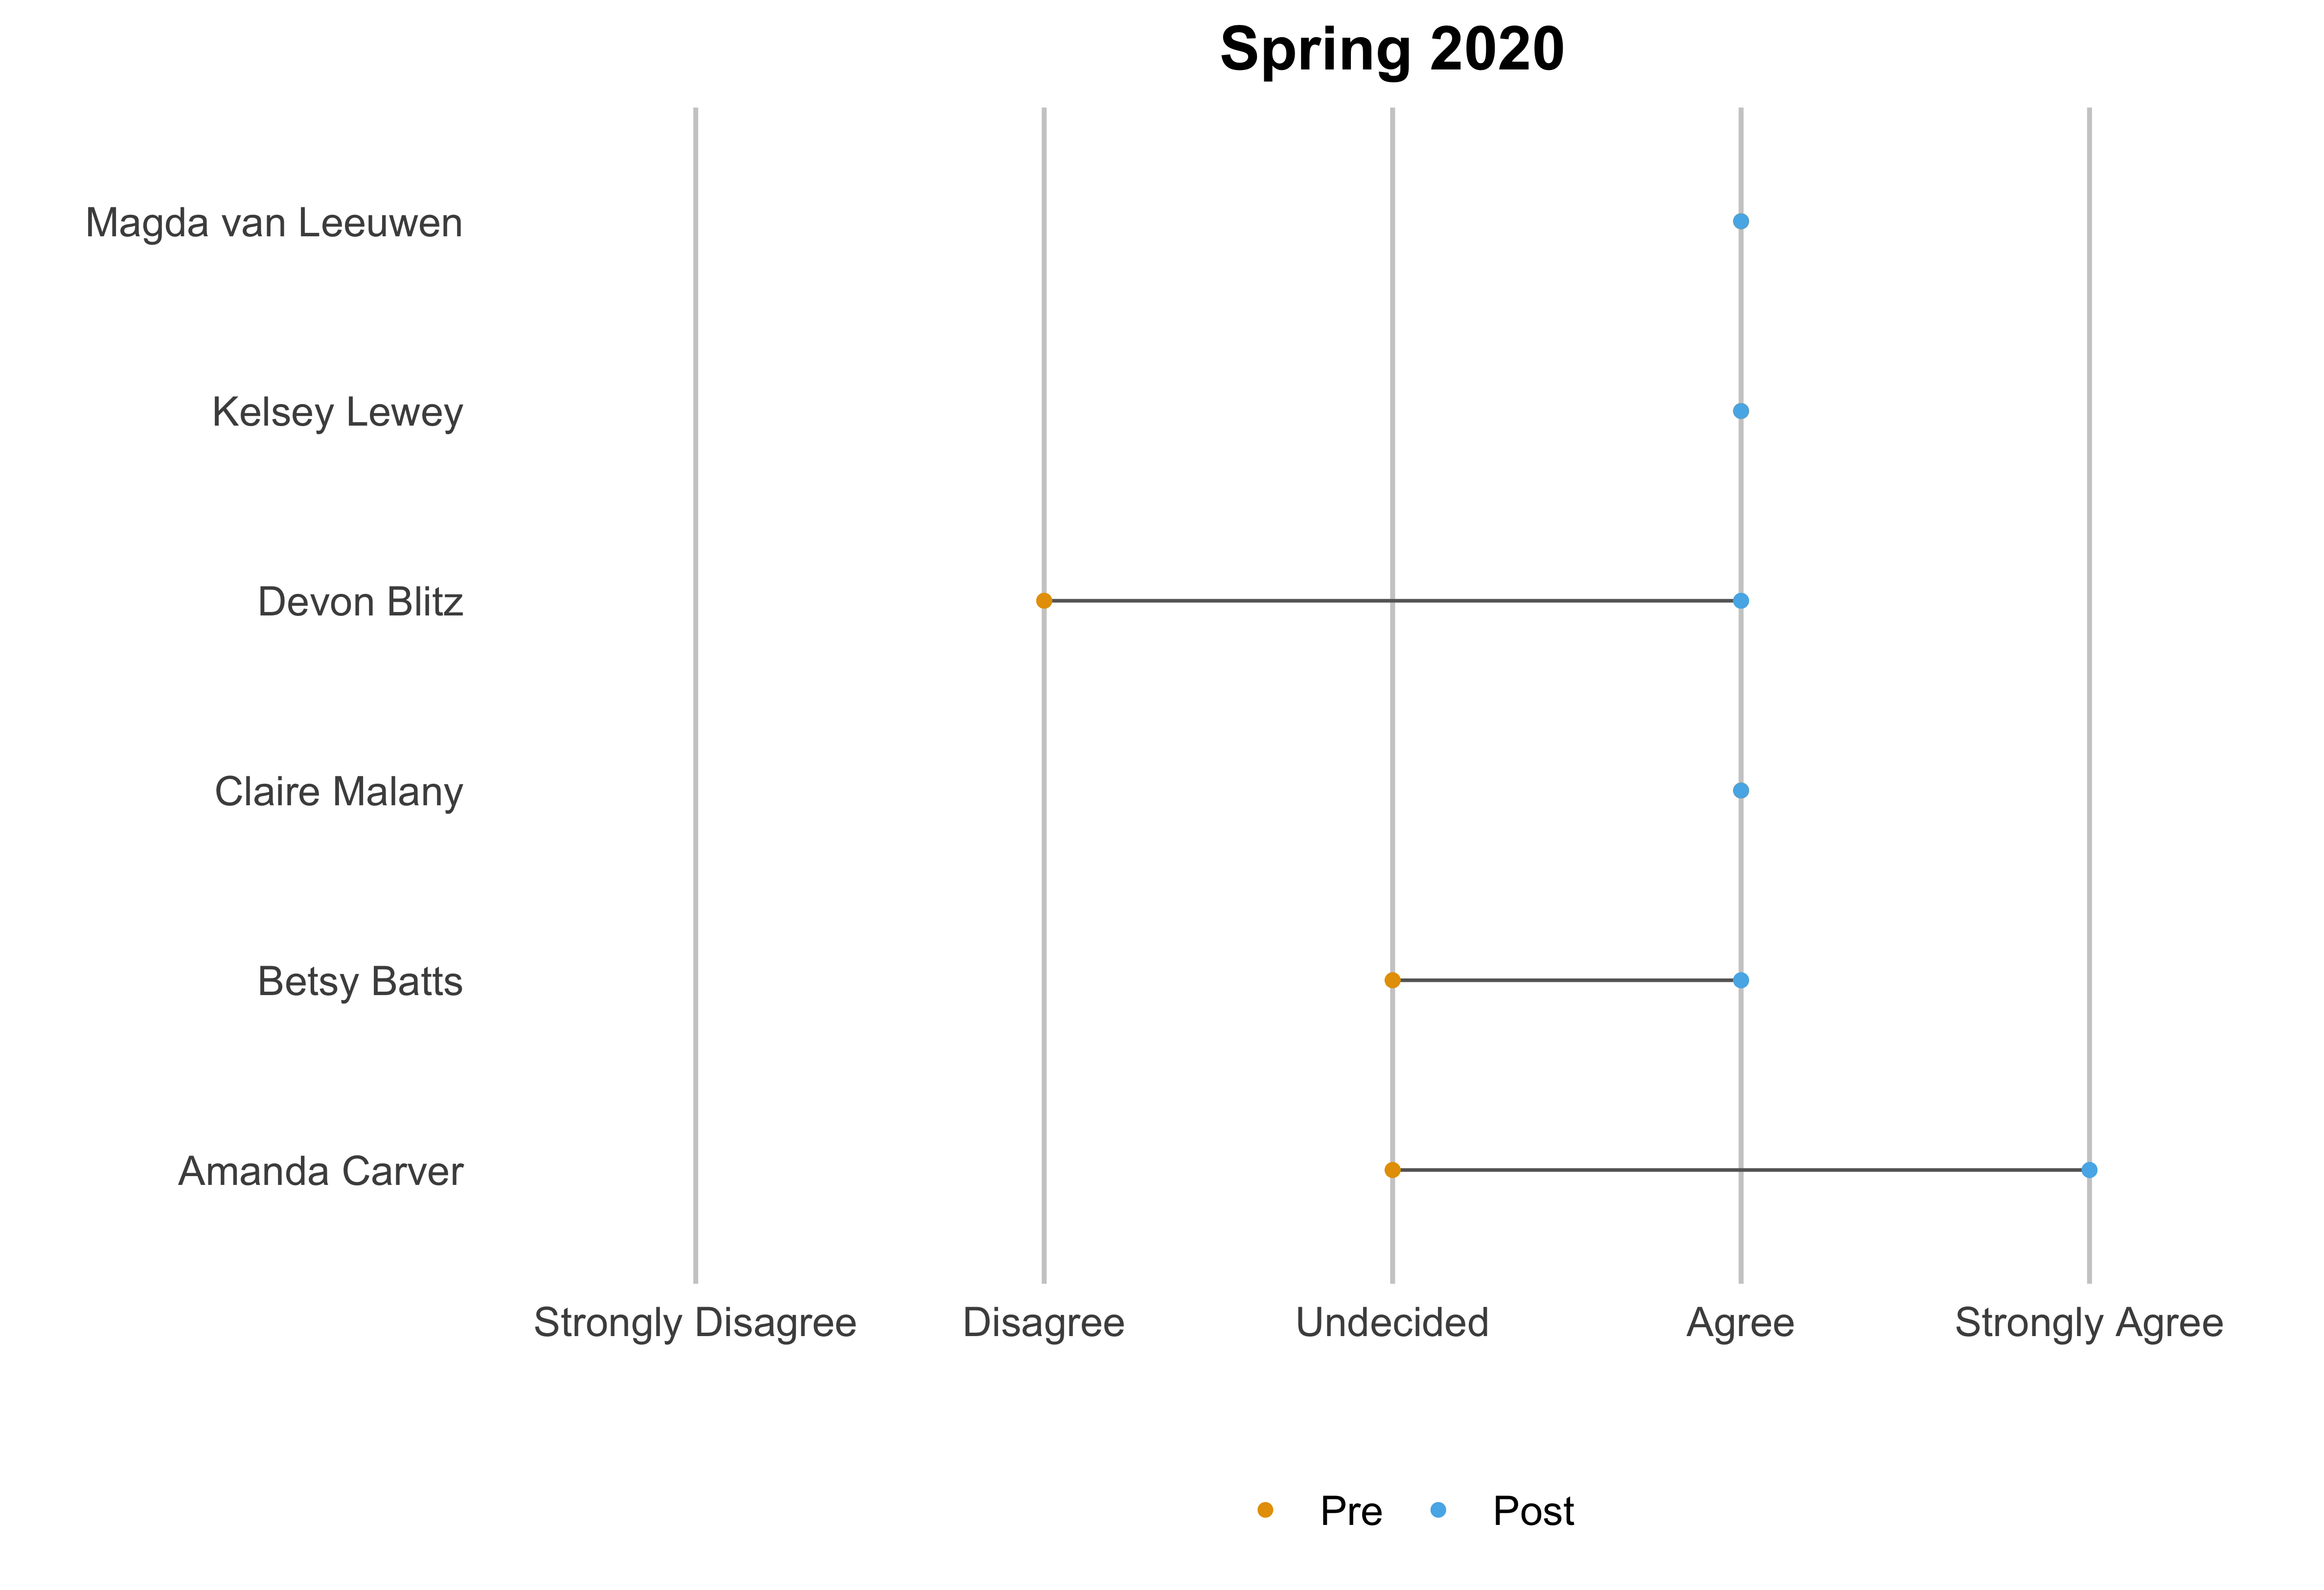 Spring 2020
Magda van Leeuwen
Kelsey Lewey
Devon Blitz
Claire Malany
Betsy Batts
Amanda Carver
Strongly Disagree Disagree Undecided Agree Strongly Agree
Pre Post